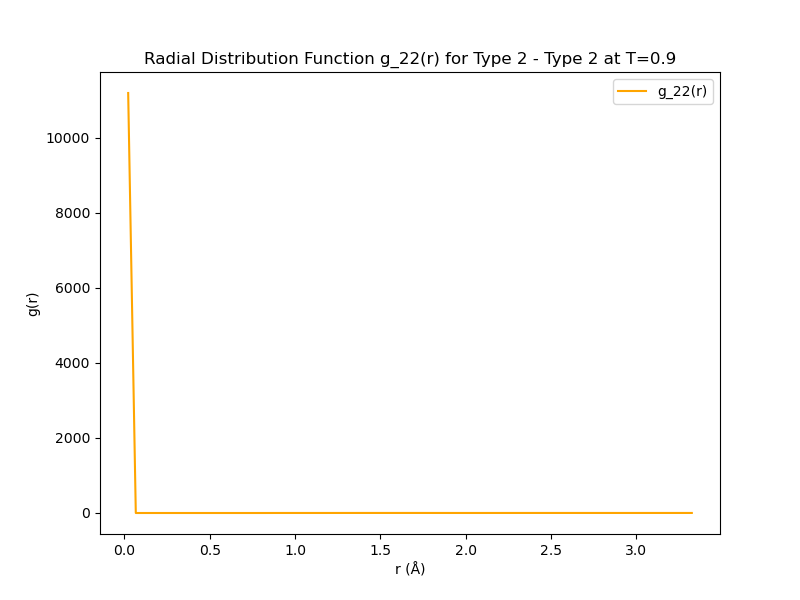 Radial Distribution Function g_22(r) for Type 2 - Type 2 at T=0.9
g_22(r)
10000
8000
6000
4000
2000
0
g(r)
0.0 0.5 1.0 1.5 2.0 2.5 3.0
r (Å)